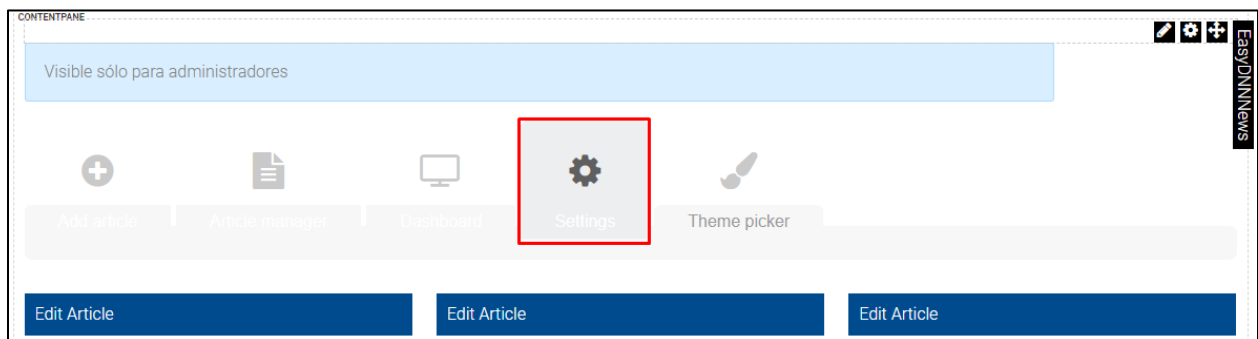 CONTENTPANE
EasyDNNNews
Visible sólo para administradores
Add article Article manager Dashboard Settings Theme picker
Edit Article Edit Article Edit Article